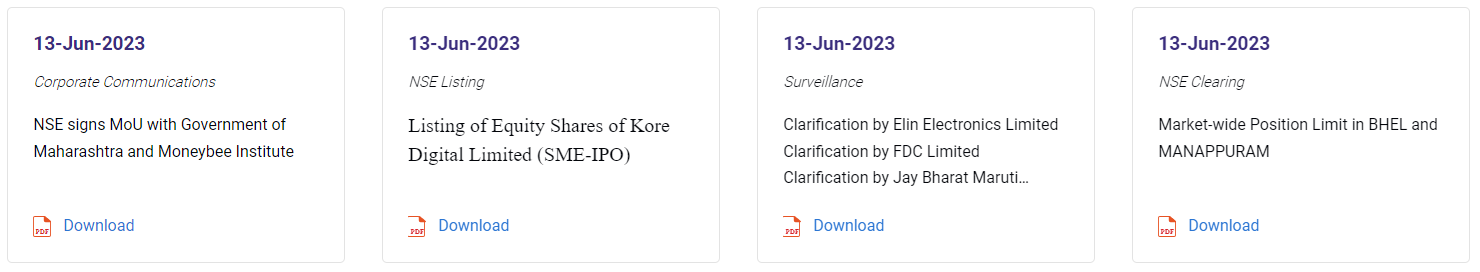 13-Jun-2023
Corporate Communications
NSE signs MoU with Government of
Maharashtra and Moneybee Institute
PDF Download
13-Jun-2023
NSE Listing
Listing of Equity Shares of Kore
Digital Limited (SME-IPO)
PDF Download
13-Jun-2023
Surveillance
Clarification by Elin Electronics Limited
Clarification by FDC Limited
Clarification by Jay Bharat Maruti...
PDF Download
13-Jun-2023
NSE Clearing
Market-wide Position Limit in BHEL and
MANAPPURAM
PDF Download